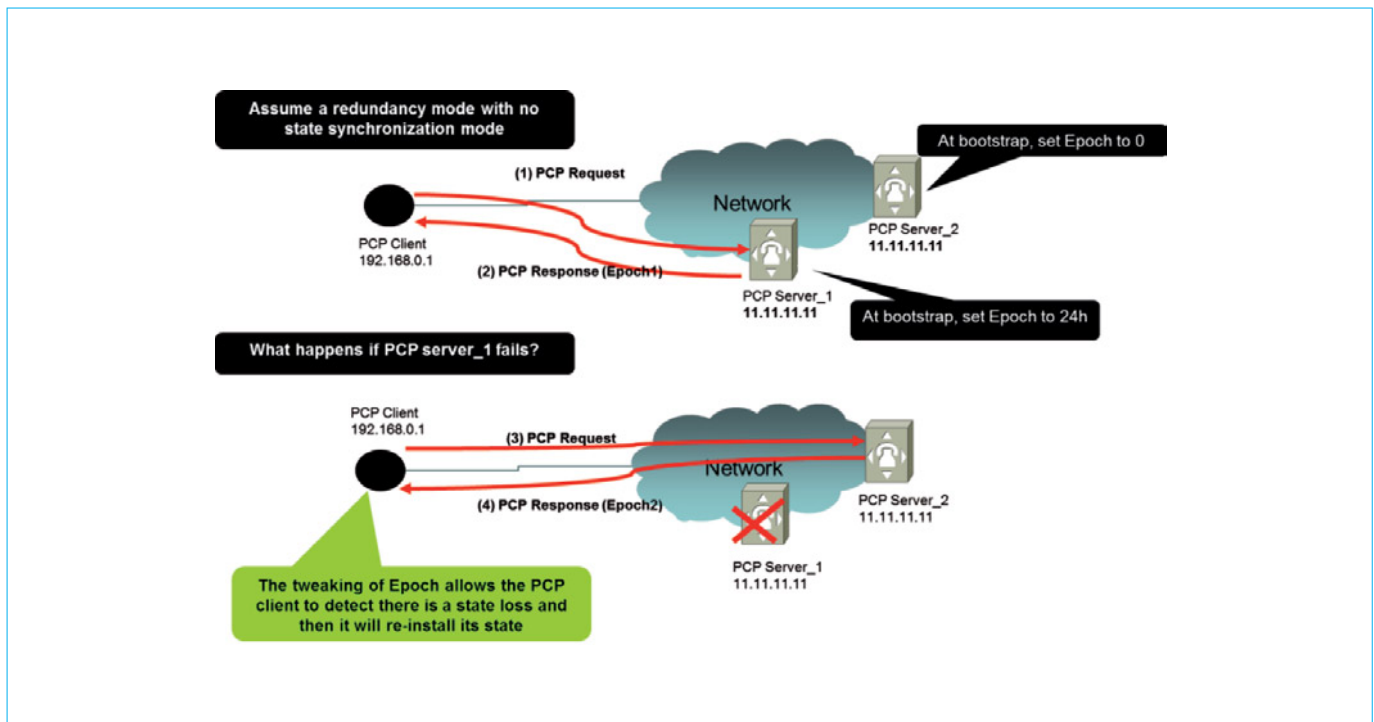 Assume a redundancy mode with no
state synchronization mode
At bootstrap, set Epoch to 0
(1) PCP Request
Network
PCP Client
192.168.0.1
PCP Server_2
11.11.11.11
(2) PCP Response (Epoch1)
PCP Server_1
11.11.11.11
At bootstrap, set Epoch to 24h
What happens if PCP server_1 fails?
PCP Client
192.168.0.1
(3) PCP Request
Network
(4) PCP Response (Epoch2)
PCP Server_2
11.11.11.11
PCP Server_1
11.11.11.11
The tweaking of Epoch allows the PCP
client to detect there is a state loss and
then it will re-install its state